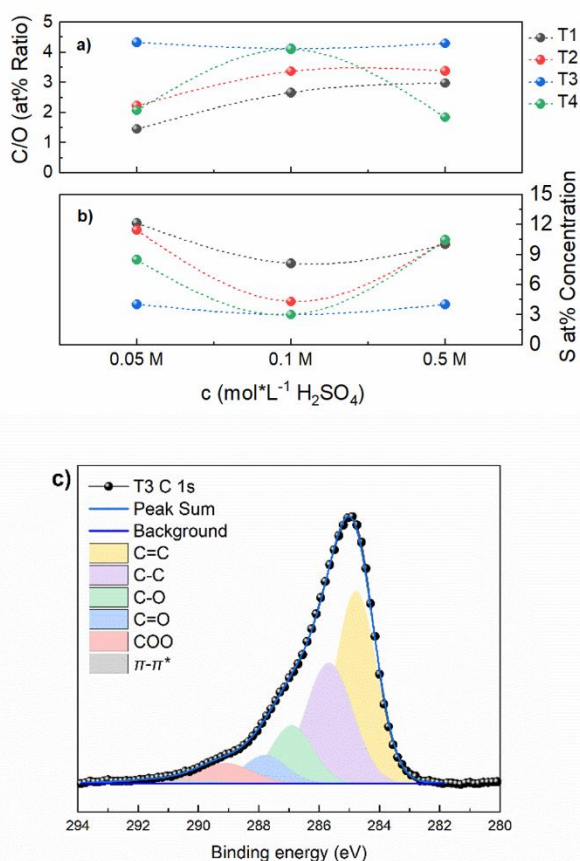 a)
C/O (at% Ratio)
5
4
3
2
1
0
T1
T2
T3
T4
b)
S at% Concentration
15
12
9
6
3
0
0.05 M 0.1 M 0.5 M
c (mol*L⁻¹ H₂SO₄)
c)
T3 C 1s
Peak Sum
Background
C=C
C-C
C-O
C=O
COO
π-π*
294 292 290 288 286 284 282 280
Binding energy (eV)